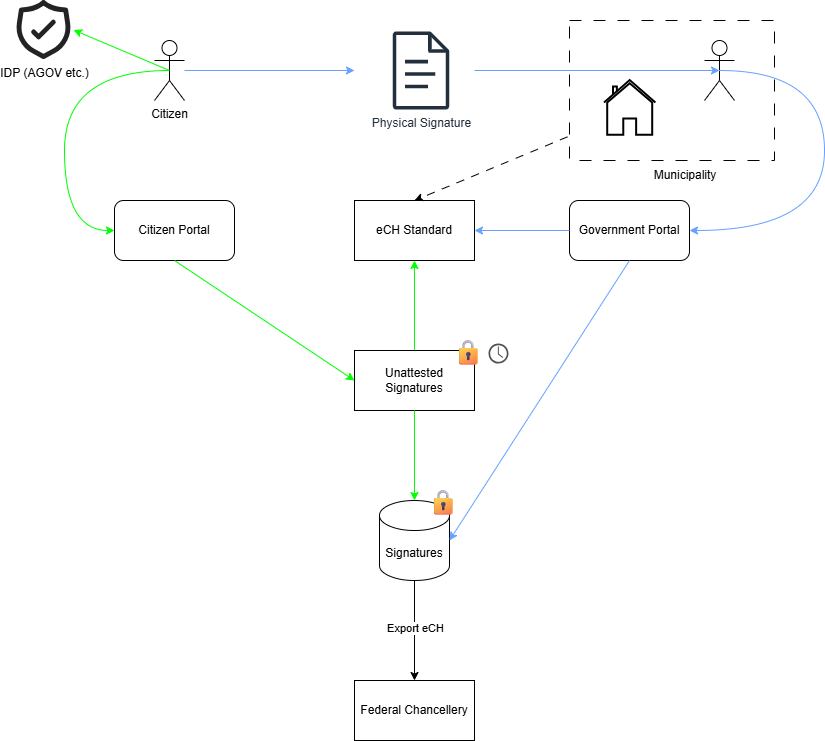 IDP (AGOV etc.)
Citizen
Physical Signature
Municipality
Citizen Portal
eCH Standard
Government Portal
Unattested
Signatures
Signatures
Export eCH
Federal Chancellery